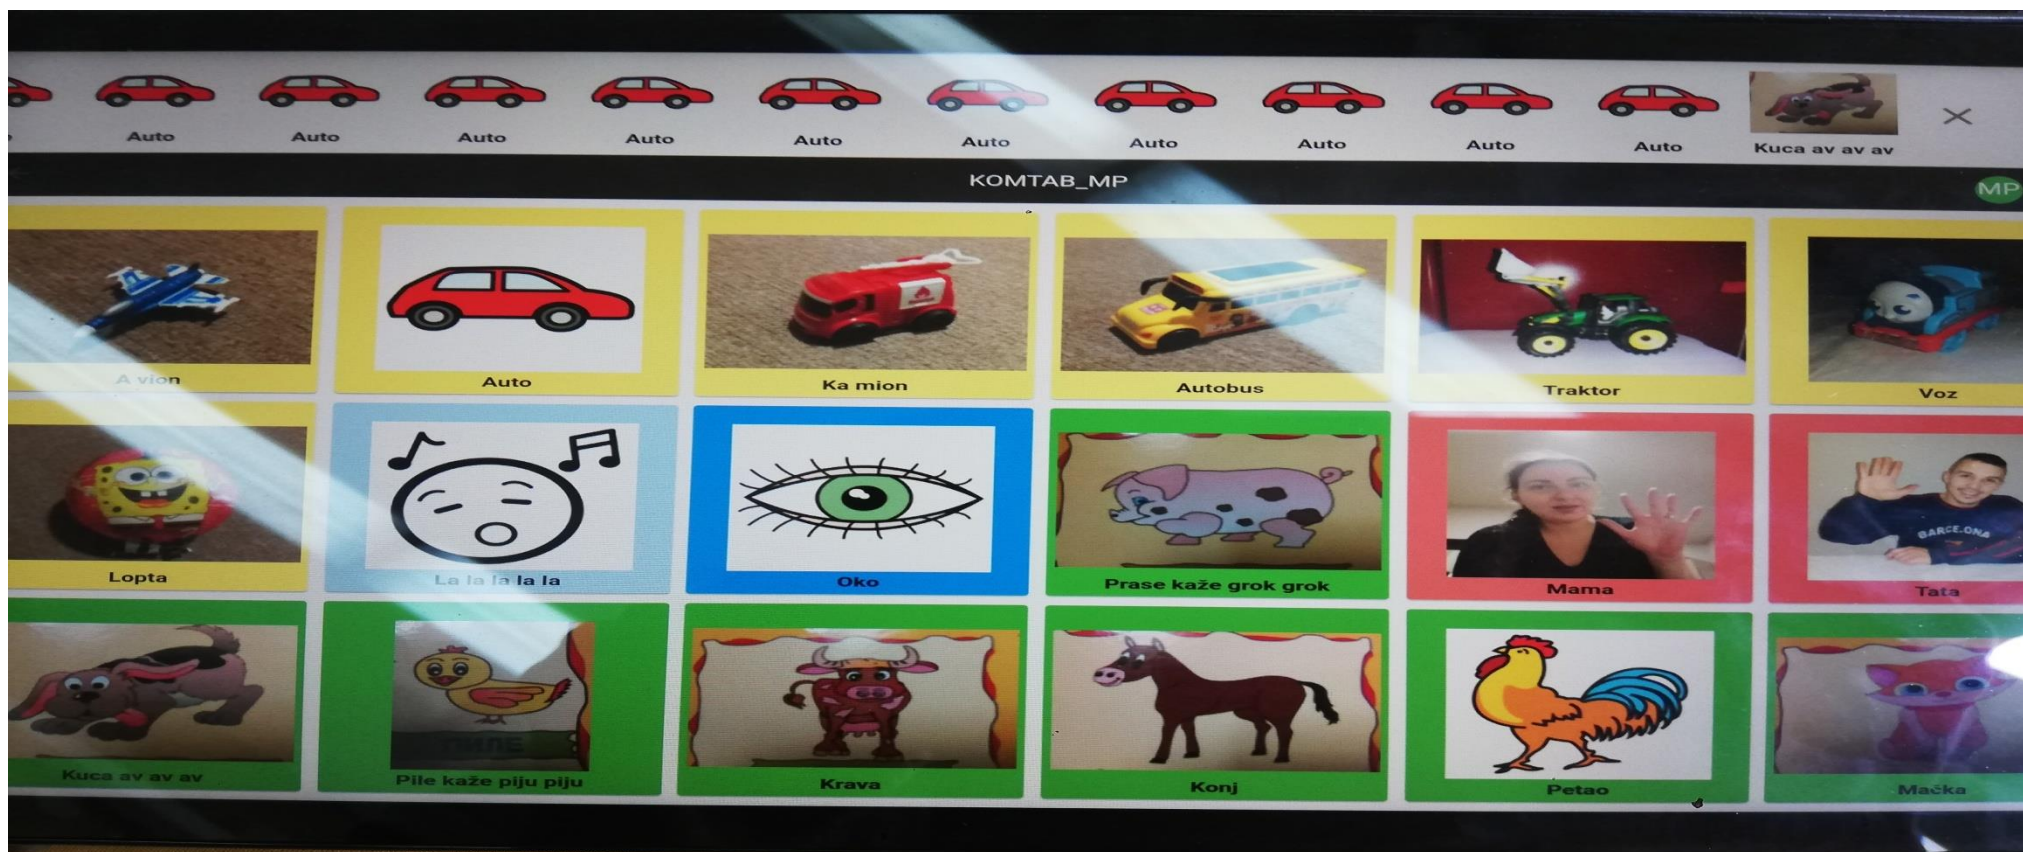 Auto
Auto
Auto
Auto
Auto
Auto
Auto
Auto
Auto
Auto
Kuca av av av
KOMTAB_MP
MP
A vion
Auto
Ka mion
Autobus
Traktor
Voz
BARCELONA
Lopta
La la la la la
Oko
Prase kaže grok grok
Mama
Tata
ПИЛЕ
Kuca av av av
Pile kaže piju piju
Krava
Konj
Petao
Mačka